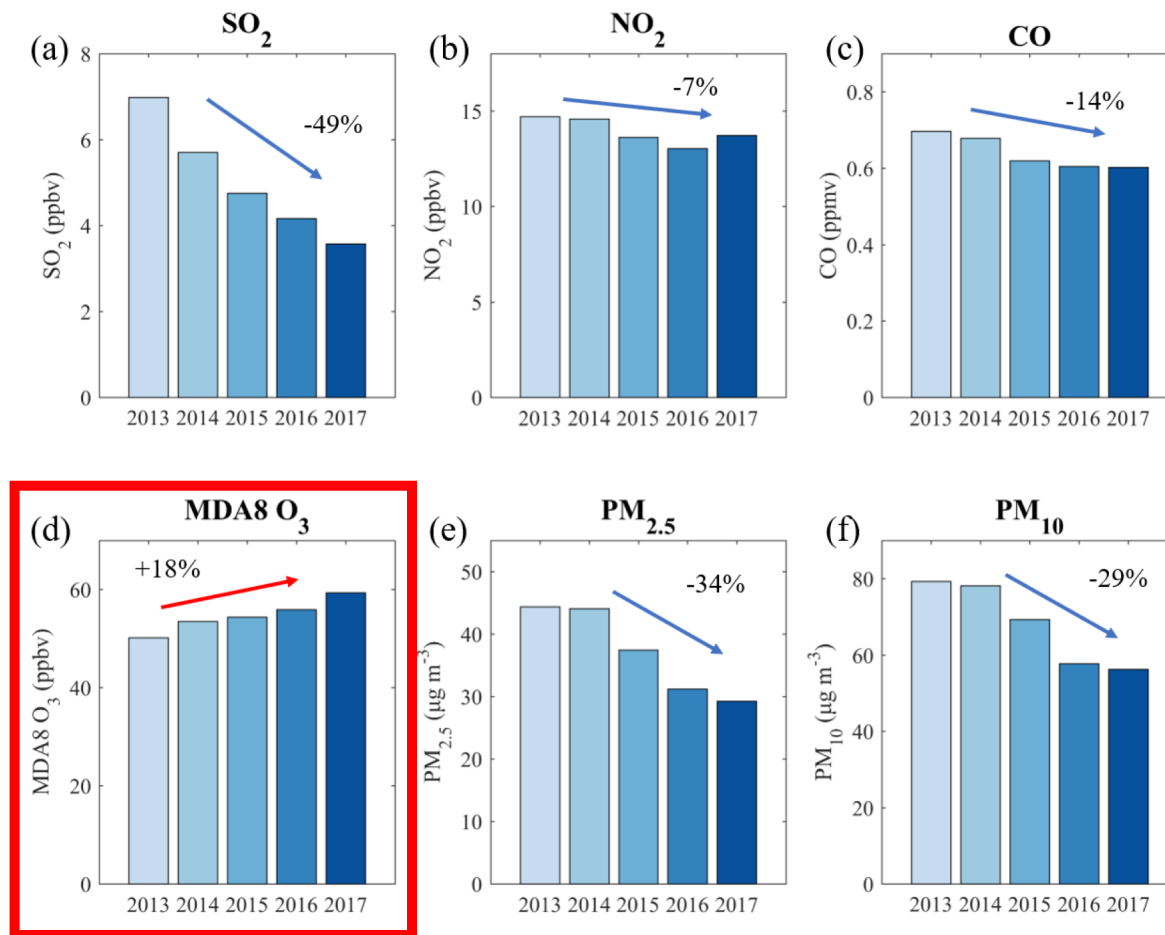 (a) SO2
SO2 (ppbv)
8
6
4
2
0
-49%
2013 2014 2015 2016 2017
(b) NO2
NO2 (ppbv)
15
10
5
0
-7%
2013 2014 2015 2016 2017
(c) CO
CO (ppmv)
0.8
0.6
0.4
0.2
0
-14%
2013 2014 2015 2016 2017
(d) MDA8 O3
MDA8 O3 (ppbv)
60
40
20
0
+18%
2013 2014 2015 2016 2017
(e) PM2.5
PM2.5 (μg m-3)
50
40
30
20
10
0
-34%
2013 2014 2015 2016 2017
(f) PM10
PM10 (μg m-3)
80
60
40
20
0
-29%
2013 2014 2015 2016 2017